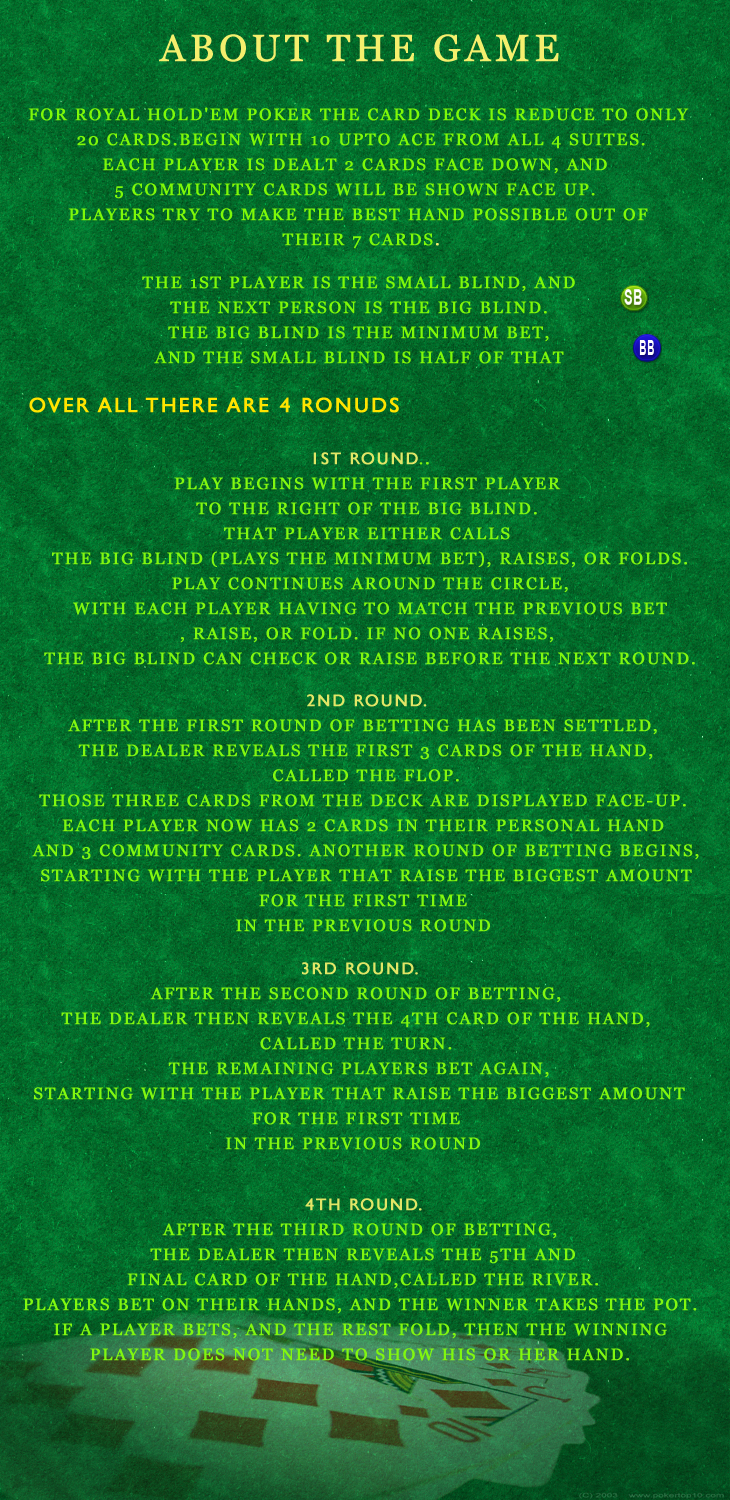 ABOUT THE GAME
FOR ROYAL HOLD'EM POKER THE CARD DECK IS REDUCE TO ONLY
20 CARDS.BEGIN WITH 10 UPTO ACE FROM ALL 4 SUITES.
EACH PLAYER IS DEALT 2 CARDS FACE DOWN, AND
5 COMMUNITY CARDS WILL BE SHOWN FACE UP.
PLAYERS TRY TO MAKE THE BEST HAND POSSIBLE OUT OF
THEIR 7 CARDS.
THE 1ST PLAYER IS THE SMALL BLIND, AND
THE NEXT PERSON IS THE BIG BLIND.
THE BIG BLIND IS THE MINIMUM BET,
AND THE SMALL BLIND IS HALF OF THAT
SB
BB
OVER ALL THERE ARE 4 RONUDS
1ST ROUND..
PLAY BEGINS WITH THE FIRST PLAYER
TO THE RIGHT OF THE BIG BLIND.
THAT PLAYER EITHER CALLS
THE BIG BLIND (PLAYS THE MINIMUM BET), RAISES, OR FOLDS.
PLAY CONTINUES AROUND THE CIRCLE,
WITH EACH PLAYER HAVING TO MATCH THE PREVIOUS BET
, RAISE, OR FOLD. IF NO ONE RAISES,
THE BIG BLIND CAN CHECK OR RAISE BEFORE THE NEXT ROUND.
2ND ROUND.
AFTER THE FIRST ROUND OF BETTING HAS BEEN SETTLED,
THE DEALER REVEALS THE FIRST 3 CARDS OF THE HAND,
CALLED THE FLOP.
THOSE THREE CARDS FROM THE DECK ARE DISPLAYED FACE-UP.
EACH PLAYER NOW HAS 2 CARDS IN THEIR PERSONAL HAND
AND 3 COMMUNITY CARDS. ANOTHER ROUND OF BETTING BEGINS,
STARTING WITH THE PLAYER THAT RAISE THE BIGGEST AMOUNT
FOR THE FIRST TIME
IN THE PREVIOUS ROUND
3RD ROUND.
AFTER THE SECOND ROUND OF BETTING,
THE DEALER THEN REVEALS THE 4TH CARD OF THE HAND,
CALLED THE TURN.
THE REMAINING PLAYERS BET AGAIN,
STARTING WITH THE PLAYER THAT RAISE THE BIGGEST AMOUNT
FOR THE FIRST TIME
IN THE PREVIOUS ROUND
4TH ROUND.
AFTER THE THIRD ROUND OF BETTING,
THE DEALER THEN REVEALS THE 5TH AND
FINAL CARD OF THE HAND,CALLED THE RIVER.
PLAYERS BET ON THEIR HANDS, AND THE WINNER TAKES THE POT.
IF A PLAYER BETS, AND THE REST FOLD, THEN THE WINNING
PLAYER DOES NOT NEED TO SHOW HIS OR HER HAND.
J
10
(C) 2003 www.pokertop10.com